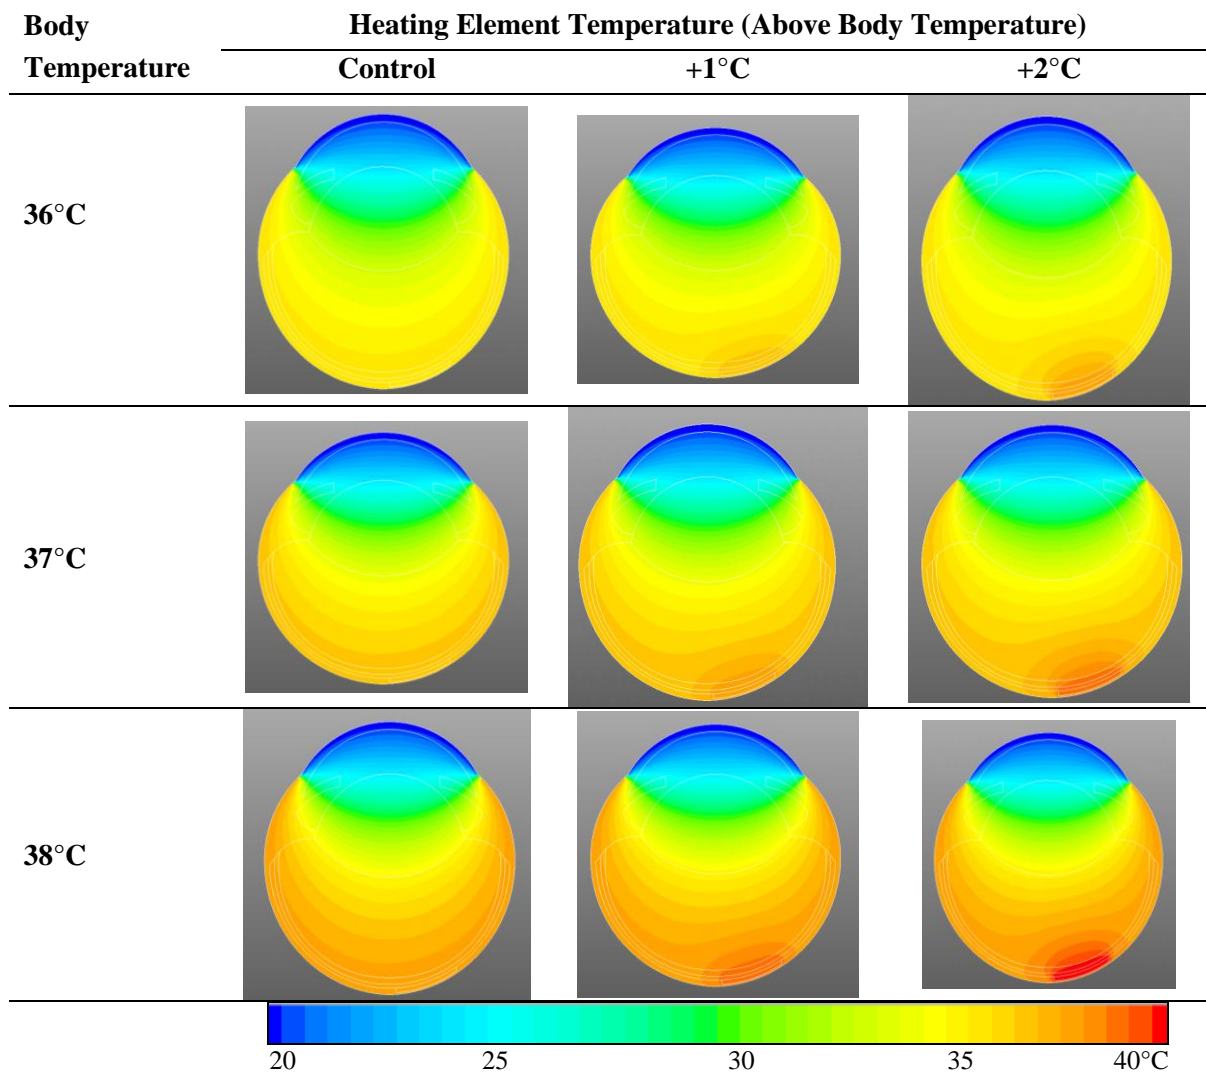 Body Temperature
Heating Element Temperature (Above Body Temperature)
Control +1°C +2°C
36°C
37°C
38°C
20 25 30 35 40°C